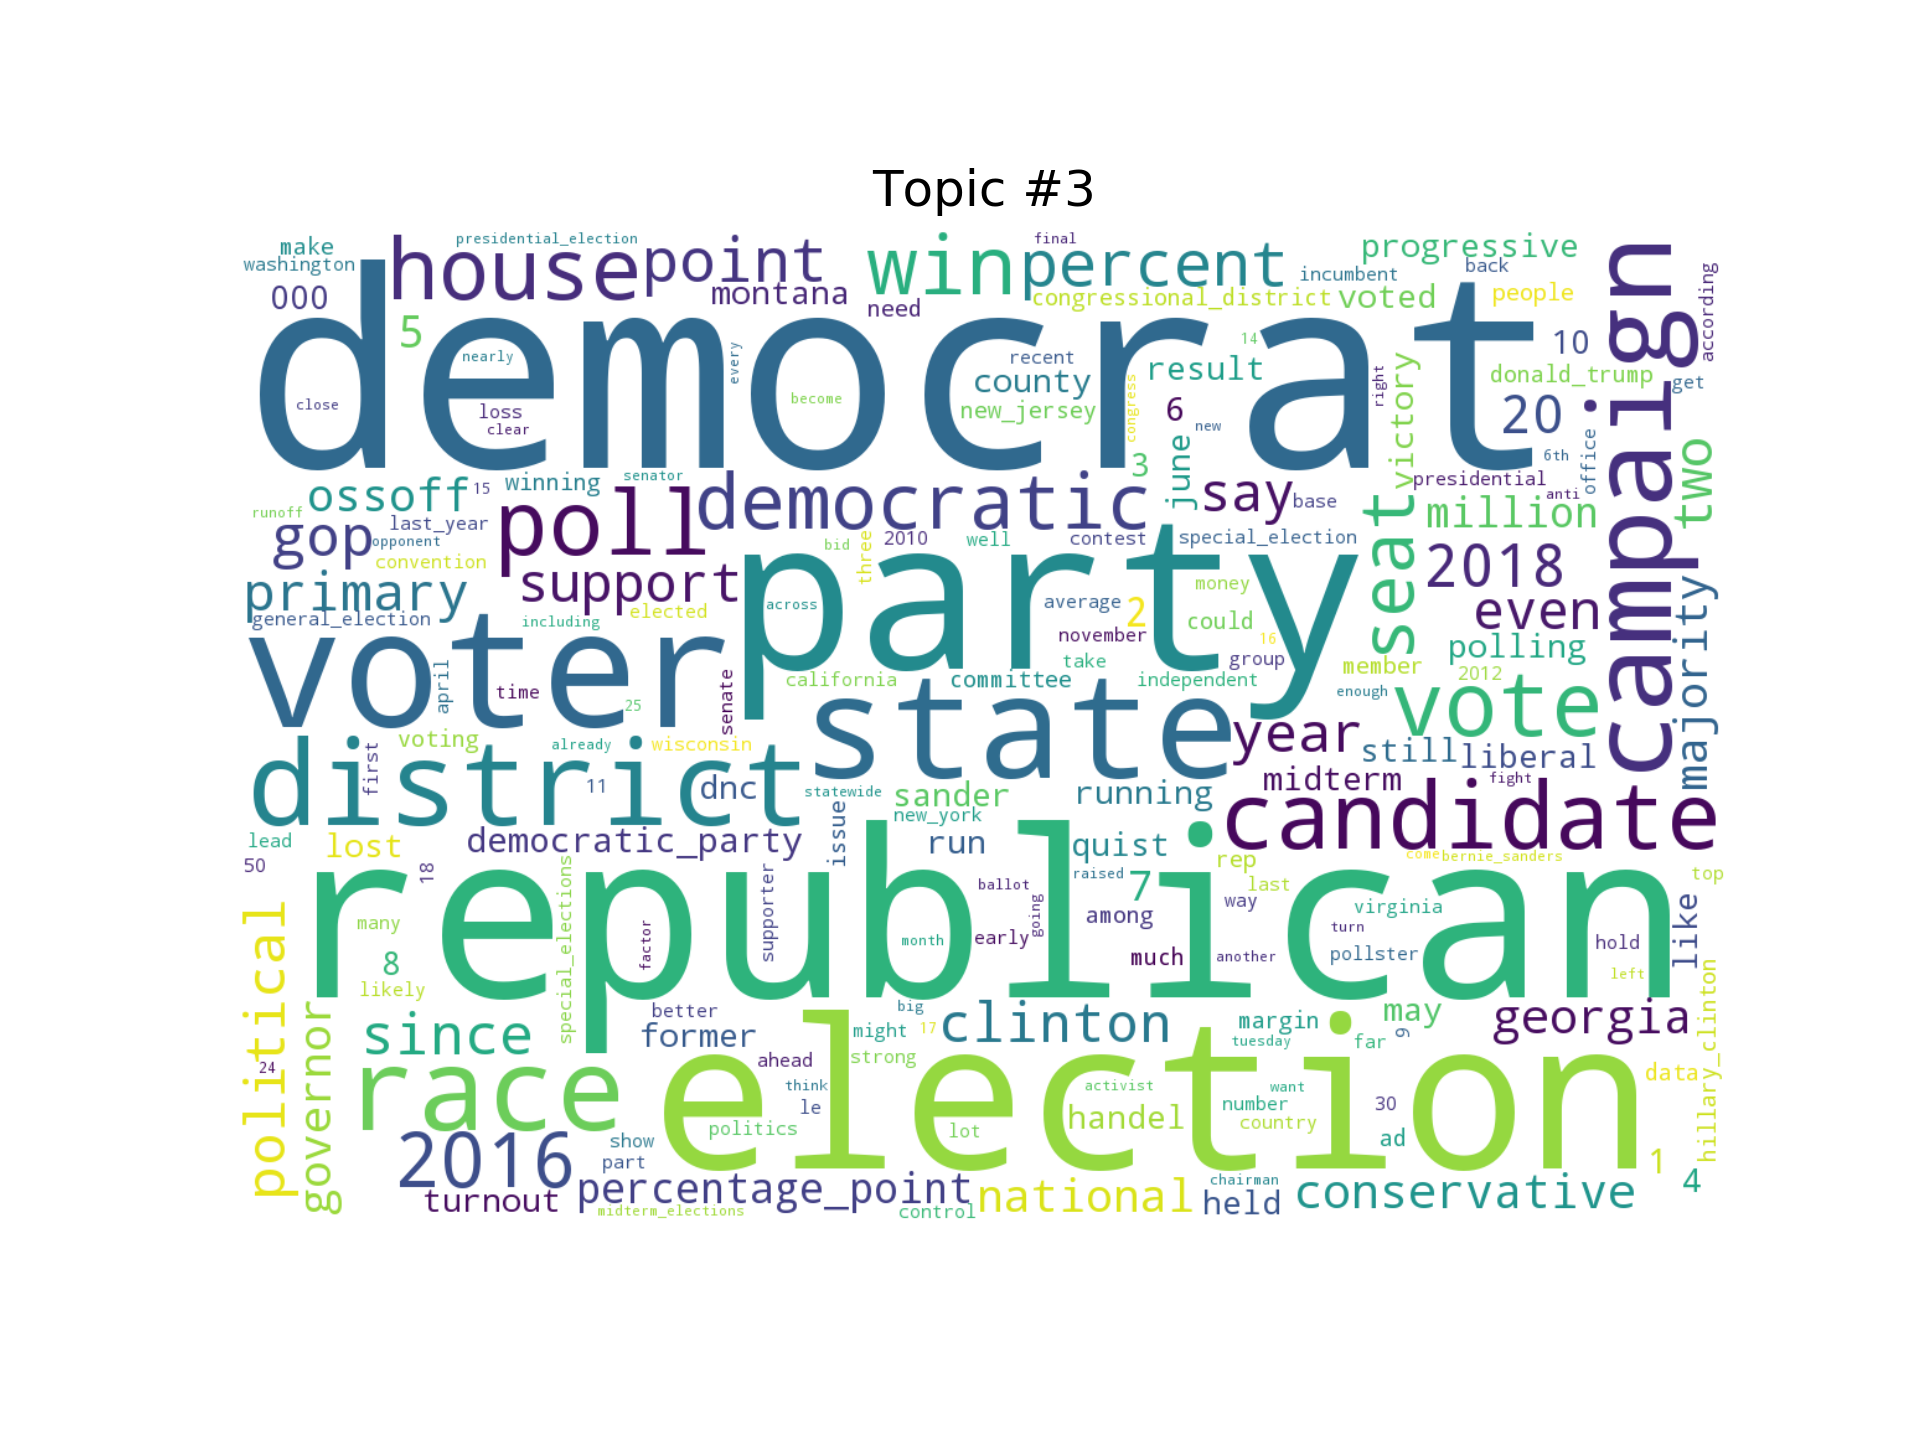 Topic #3
make
presidential_election
washington
000
house
point
montana
win
need
final
percent
congressional_district
incumbent
progressive
back
voted
people
according
democrat
5
nearly
every
close
loss
clear
become
recent
county
new_jersey
congress
14
result
6
new
3
june
right
victory
10
donald_trump
get
20
6th
office
campaign
two
ossoff
15
winning
senator
poll
democratic
say
base
seat
presidential
anti
million
runoff
gop
last_year
opponent
convention
bid
three
2010
well
contest
special_election
2018
primary
support
general_election
including
elected
party
across
average
2
money
could
november
16
even
polling
majority
voter
april
time
25
senate
california
take
committee
group
independent
member
2012
enough
vote
state
year
still
liberal
voting
already
wisconsin
district
first
11
dnc
statewide
sander
new_york
running
midterm
fight
candidate
lead
lost
democratic_party
issue
run
quist
50
18
rep
come
bernie_sanders
top
last
republican
special_elections
supporter
factor
month
ballot
raised
7
going
early
among
way
virginia
turn
much
another
pollster
hold
left
like
political
many
8
likely
governor
since
better
former
big
might
17
clinton
margin
tuesday
may
far
9
georgia
hillary_clinton
24
race
ahead
strong
think
le
politics
election
lot
activist
handel
want
number
country
30
ad
data
1
4
2016
show
part
turnout
percentage_point
midterm_elections
control
national
chairman
held
conservative